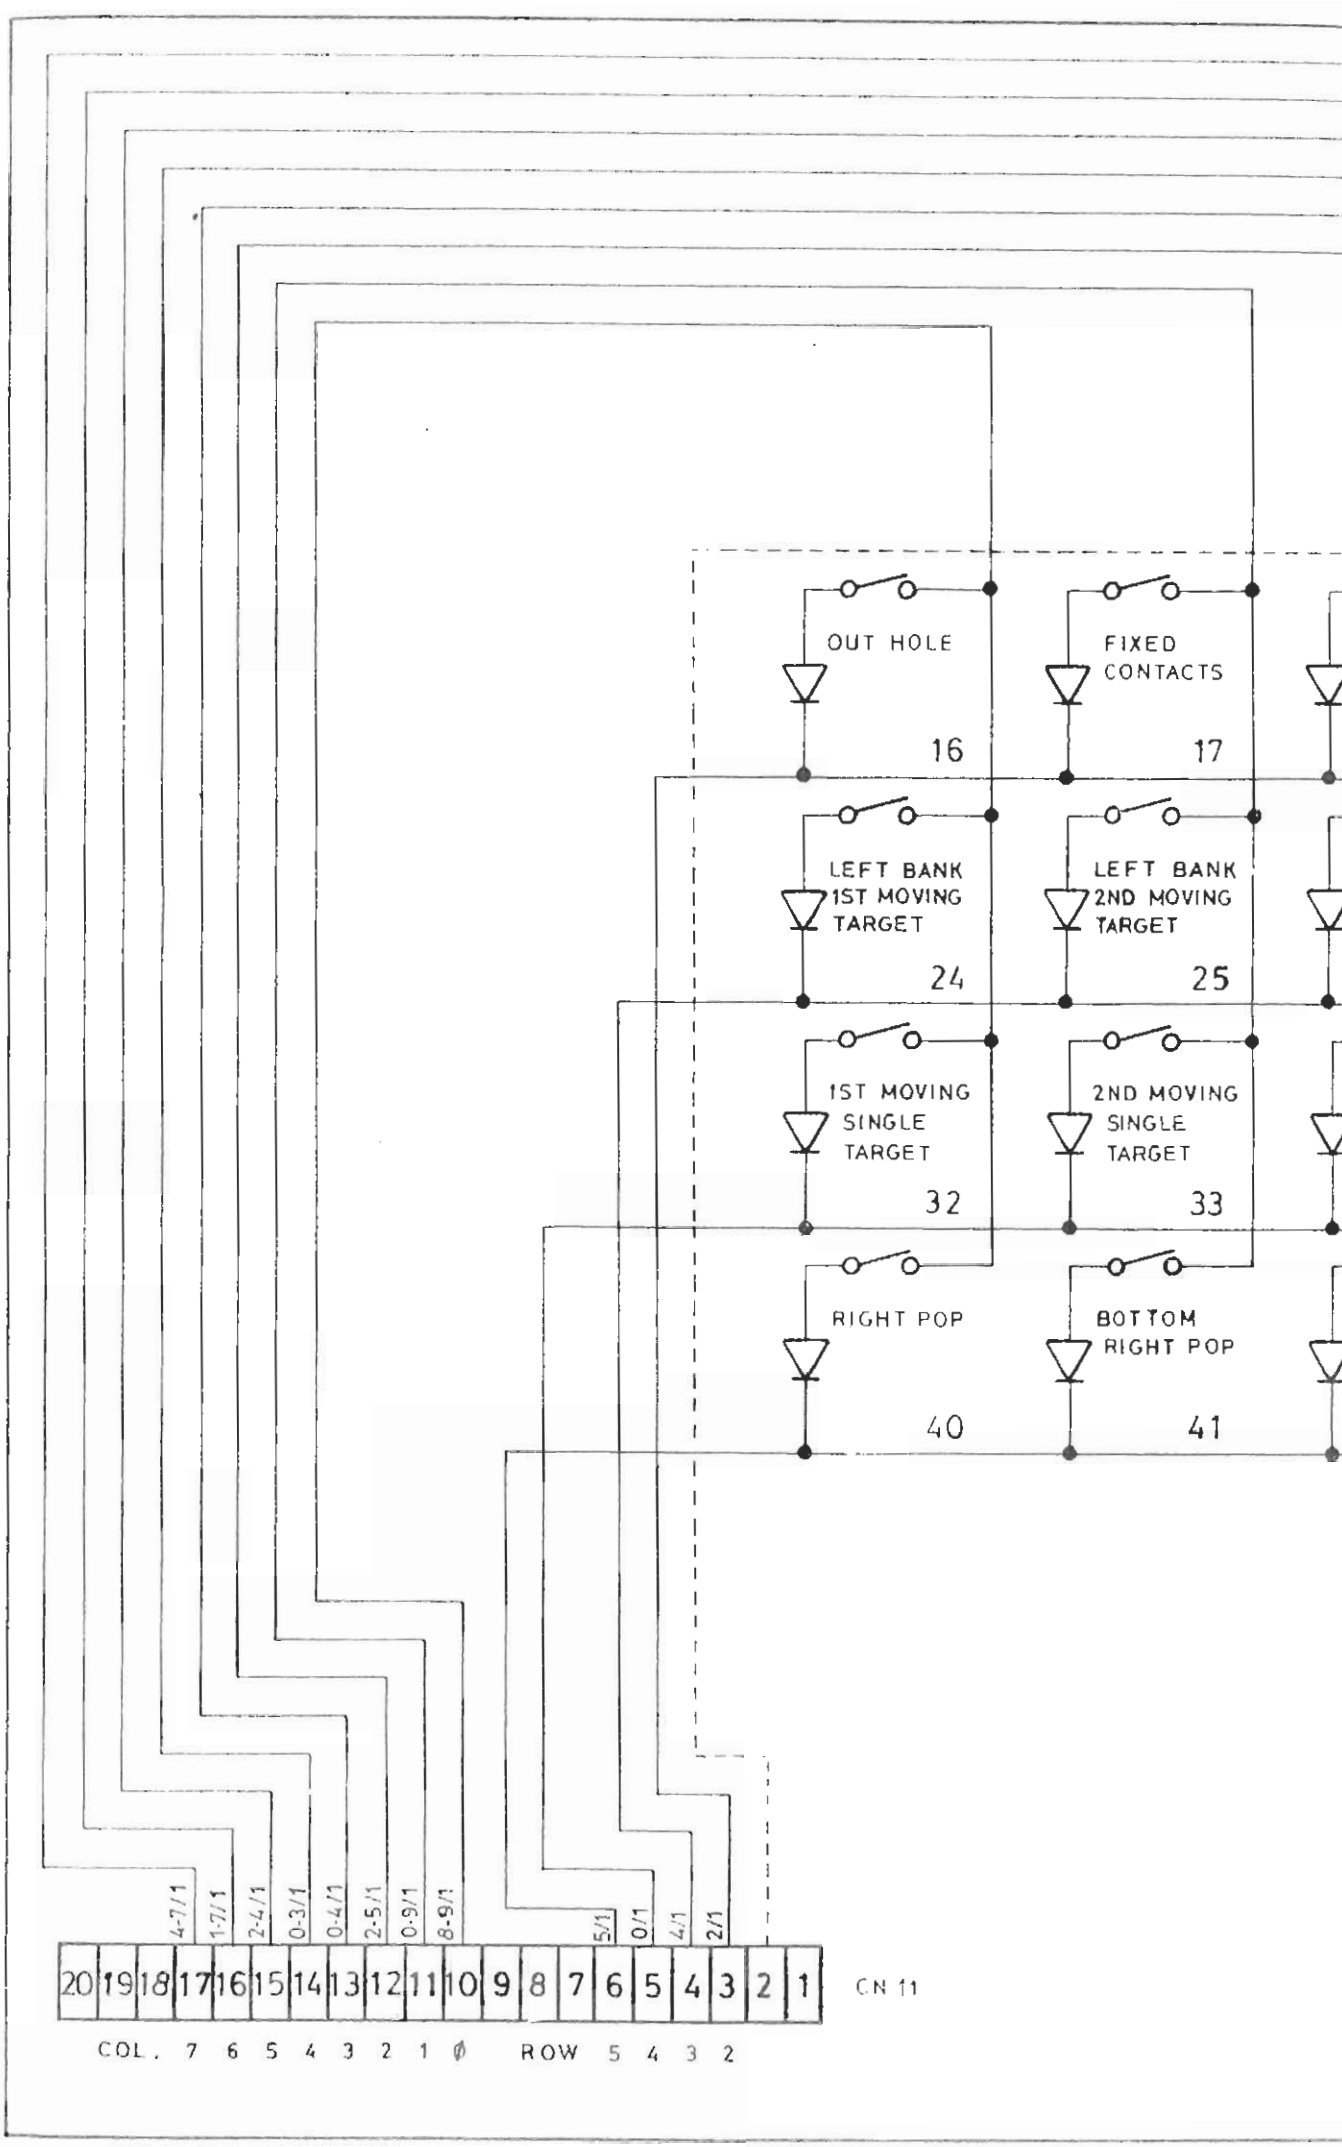 OUT HOLE
16
FIXED
CONTACTS
17
LEFT BANK
1ST MOVING
TARGET
24
LEFT BANK
2ND MOVING
TARGET
25
1ST MOVING
SINGLE
TARGET
32
2ND MOVING
SINGLE
TARGET
33
RIGHT POP
40
BOTTOM
RIGHT POP
41
4-7/1
1-7/1
2-4/1
0-3/1
0-4/1
2-5/1
0-9/1
8-9/1
5/1
0/1
4/1
2/1
20 19 18 17 16 15 14 13 12 11 10 9 8 7 6 5 4 3 2 1
CN 11
COL. 7 6 5 4 3 2 1 Ø ROW 5 4 3 2